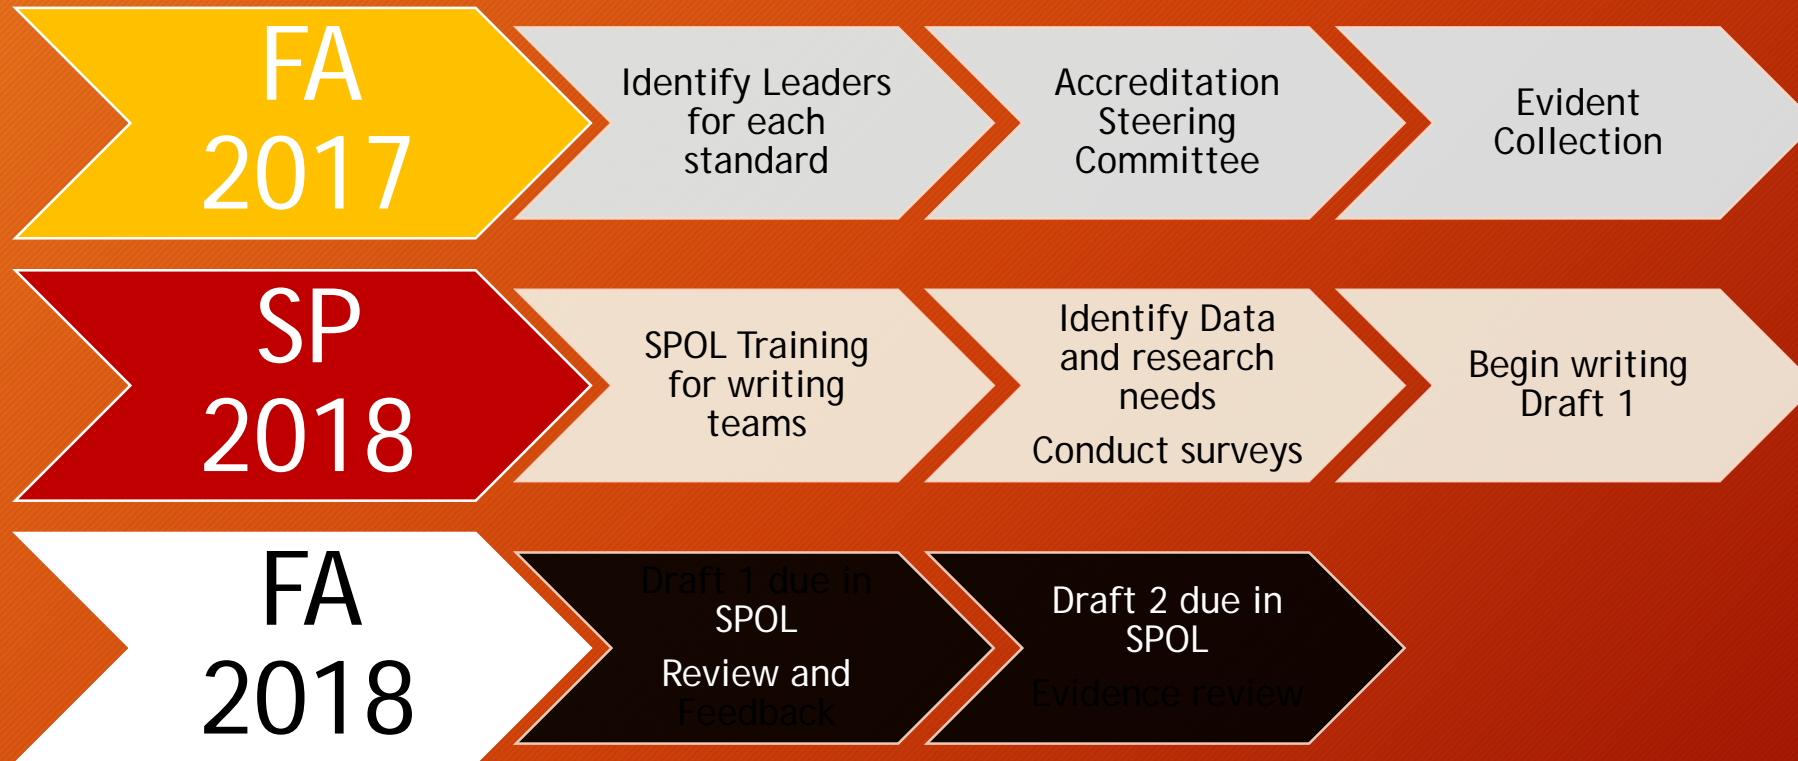 FA
2017
Identify Leaders
for each
standard
Accreditation
Steering
Committee
Evident
Collection
SP
2018
SPOL Training
for writing
teams
Identify Data
and research
needs
Conduct surveys
Begin writing
Draft 1
FA
2018
Draft 1 due in
SPOL
Review and
Feedback
Draft 2 due in
SPOL
Evidence review